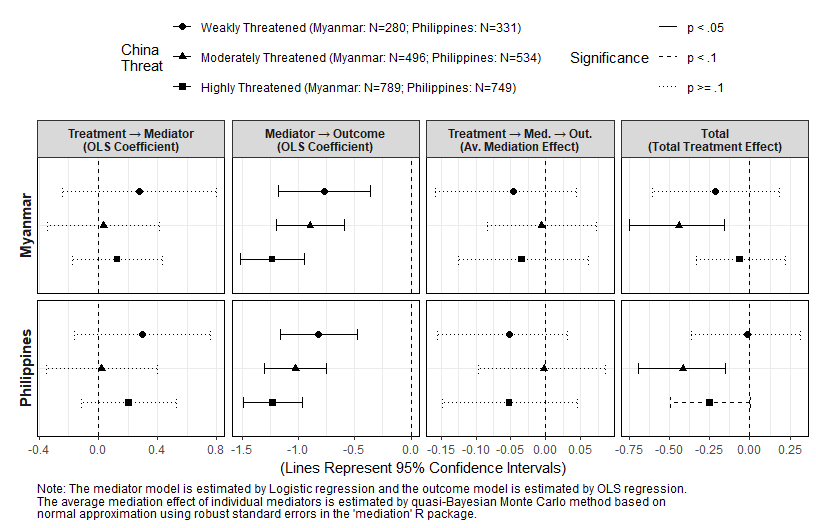 China
Threat
Weakly Threatened (Myanmar: N=280; Philippines: N=331)
Moderately Threatened (Myanmar: N=496; Philippines: N=534)
Highly Threatened (Myanmar: N=789; Philippines: N=749)
Significance
p < .05
p < .1
p >= .1
Treatment → Mediator
(OLS Coefficient)
Mediator → Outcome
(OLS Coefficient)
Treatment → Med. → Out.
(Av. Mediation Effect)
Total
(Total Treatment Effect)
Myanmar
Philippines
-0.4 0.0 0.4 0.8
-1.5 -1.0 -0.5 0.0
-0.15 -0.10 -0.05 0.00 0.05
-0.75 -0.50 -0.25 0.00 0.25
(Lines Represent 95% Confidence Intervals)
Note: The mediator model is estimated by Logistic regression and the outcome model is estimated by OLS regression.
The average mediation effect of individual mediators is estimated by quasi-Bayesian Monte Carlo method based on
normal approximation using robust standard errors in the 'mediation' R package.